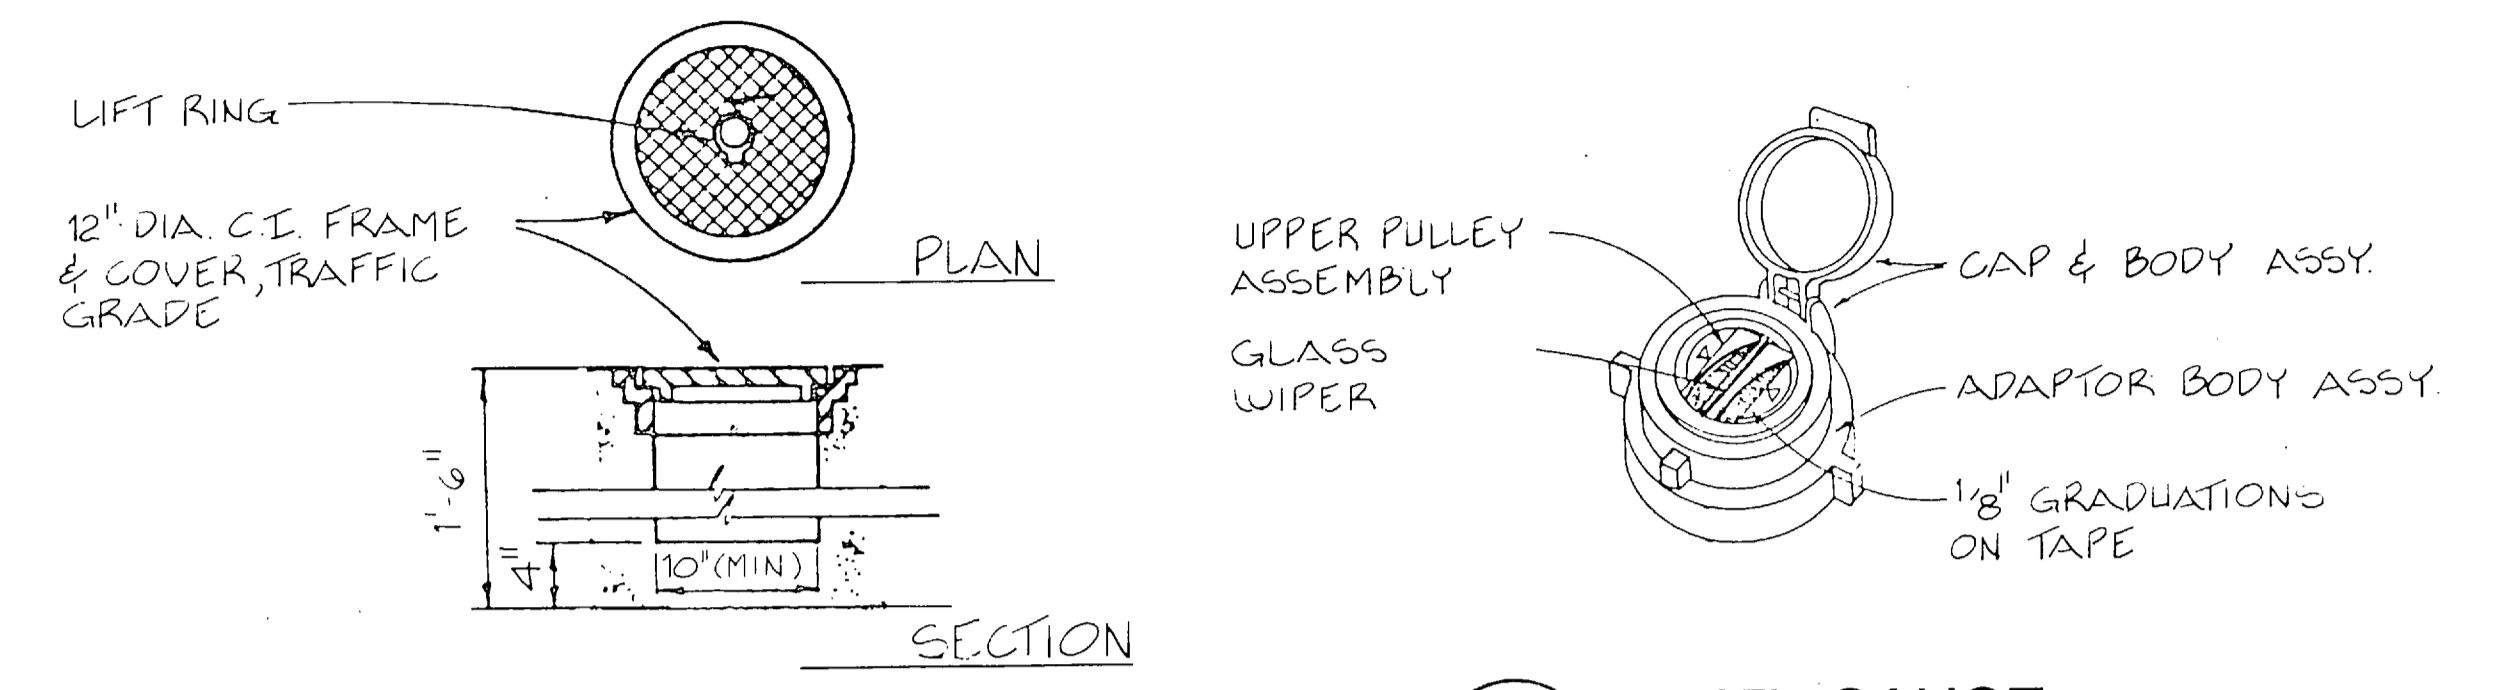 LIFT RING
12" DIA. C.I. FRAME
& COVER, TRAFFIC
GRADE
PLAN
1'-6"
4"
10" (MIN)
SECTION
UPPER PULLEY
ASSEMBLY
GLASS
WIPER
CAP & BODY ASSY.
ADAPTOR BODY ASSY.
1/8" GRADUATIONS
ON TAPE